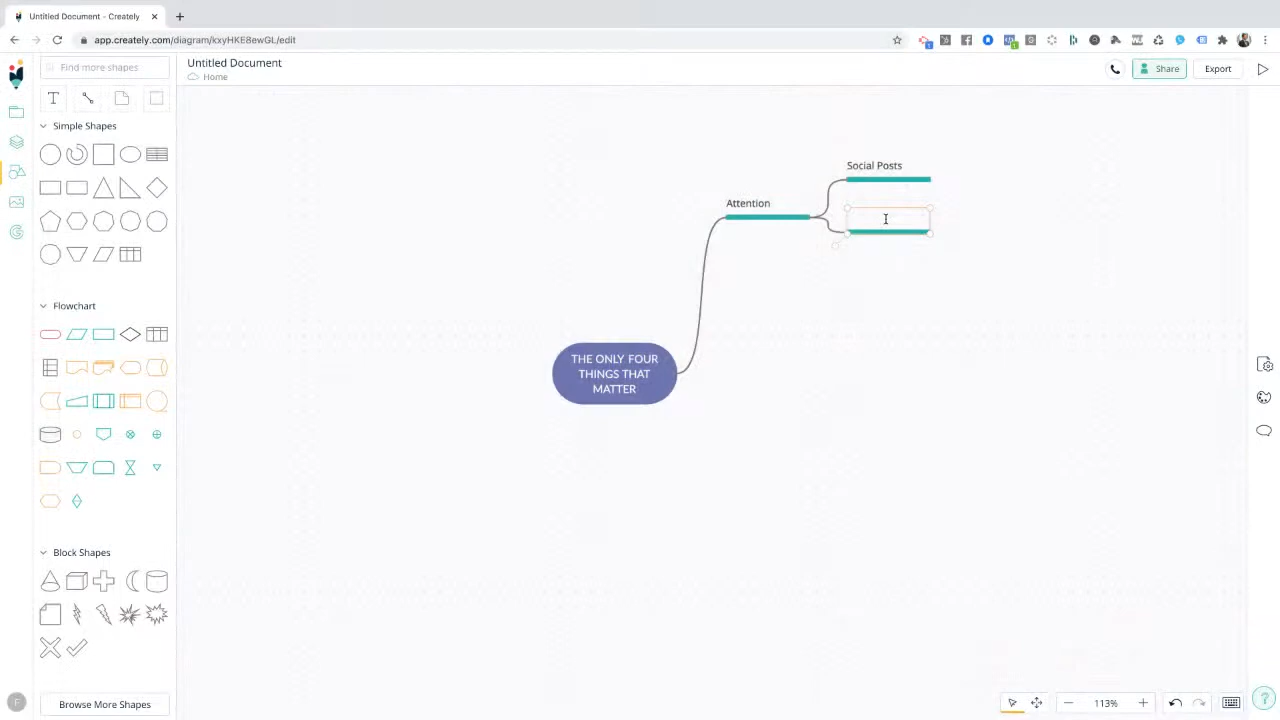 Untitled Document - Creately
app.creately.com/diagram/kxyHKE8ewGL/edit
Find more shapes
Untitled Document
Home
Share
Export
T
Simple Shapes
Flowchart
Block Shapes
Browse More Shapes
Social Posts
Attention
THE ONLY FOUR
THINGS THAT
MATTER
F
113%
?